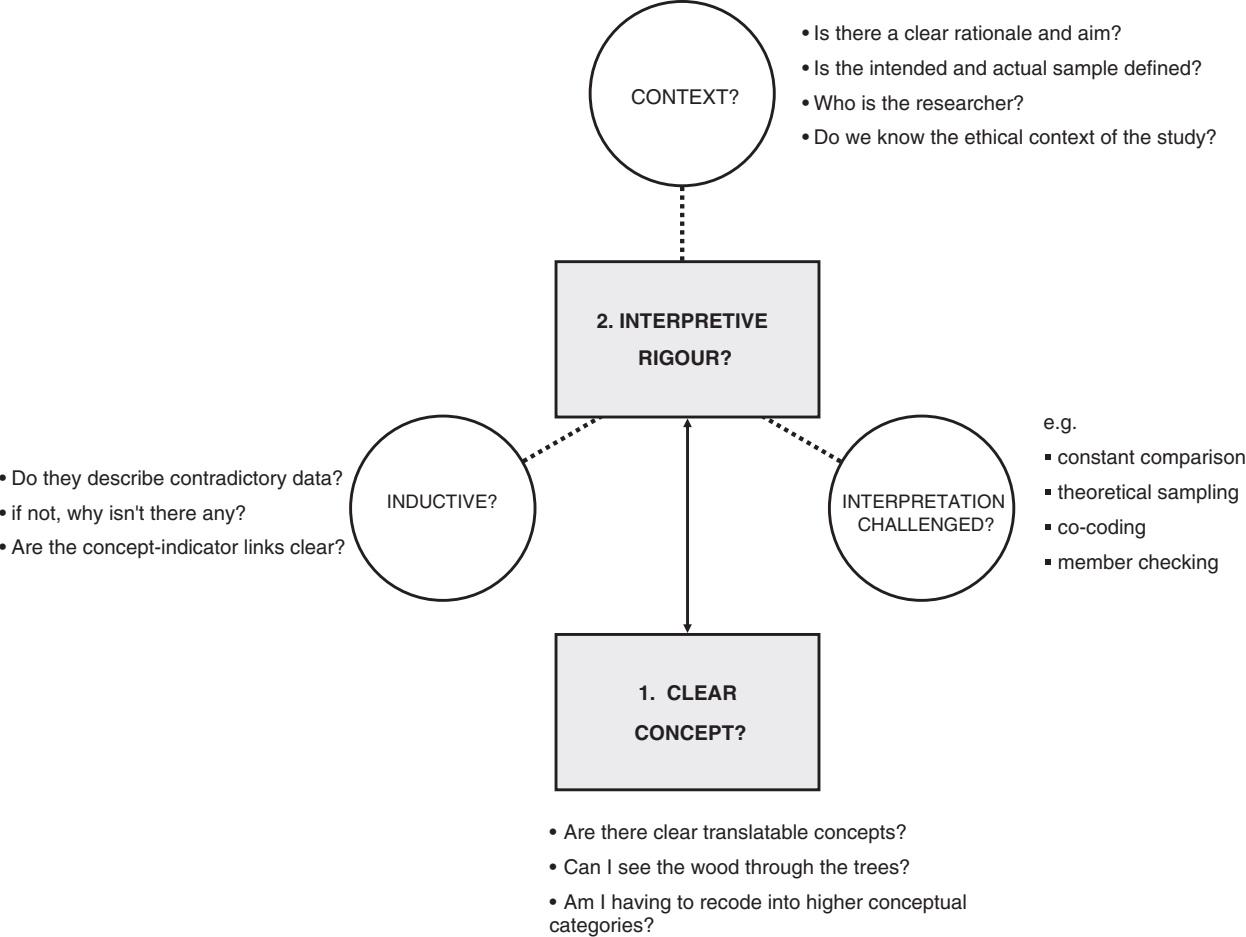 CONTEXT?
• Is there a clear rationale and aim?
• Is the intended and actual sample defined?
• Who is the researcher?
• Do we know the ethical context of the study?
2. INTERPRETIVE
RIGOUR?
• Do they describe contradictory data?
• if not, why isn't there any?
• Are the concept-indicator links clear?
INDUCTIVE?
INTERPRETATION
CHALLENGED?
e.g.
▪ constant comparison
▪ theoretical sampling
▪ co-coding
▪ member checking
1. CLEAR
CONCEPT?
• Are there clear translatable concepts?
• Can I see the wood through the trees?
• Am I having to recode into higher conceptual
categories?